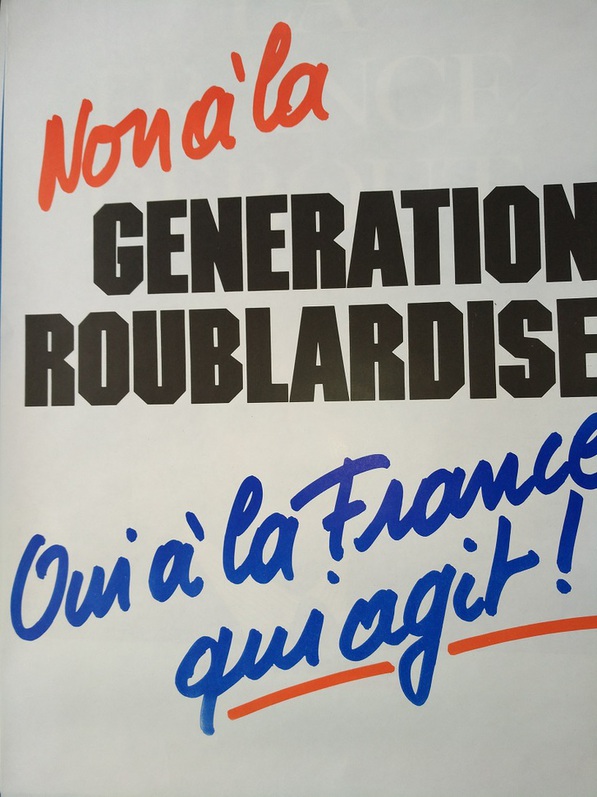 Non à la
GENERATION
ROUBLARDISE
Oui à la France
qui agit !